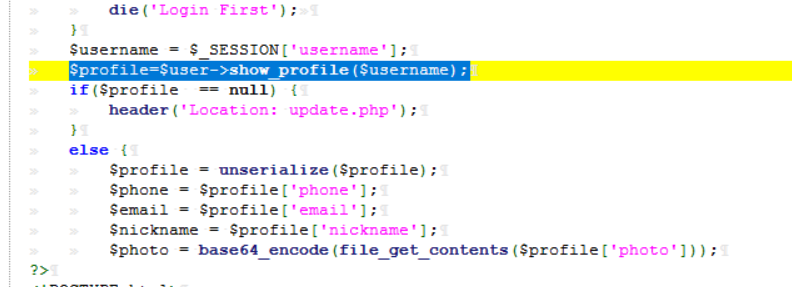 die('Login First');
}
$username = $_SESSION['username'];
$profile=$user->show_profile($username);
if($profile == null) {
header('Location: update.php');
}
else {
$profile = unserialize($profile);
$phone = $profile['phone'];
$email = $profile['email'];
$nickname = $profile['nickname'];
$photo = base64_encode(file_get_contents($profile['photo']));
?>